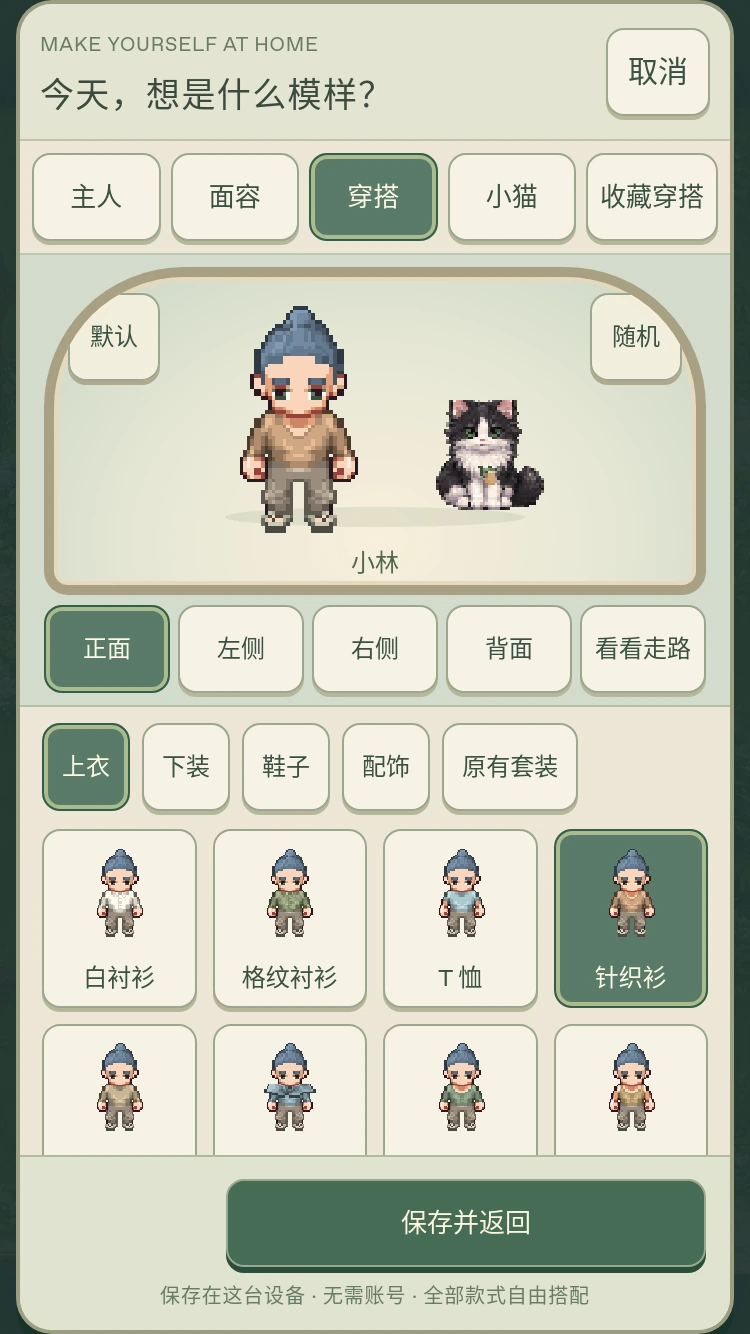 MAKE YOURSELF AT HOME
今天，想是什么模样？
取消
主人
面容
穿搭
小猫
收藏穿搭
默认
随机
小林
正面
左侧
右侧
背面
看看走路
上衣
下装
鞋子
配饰
原有套装
白衬衫
格纹衬衫
T 恤
针织衫
保存并返回
保存在这台设备 · 无需账号 · 全部款式自由搭配